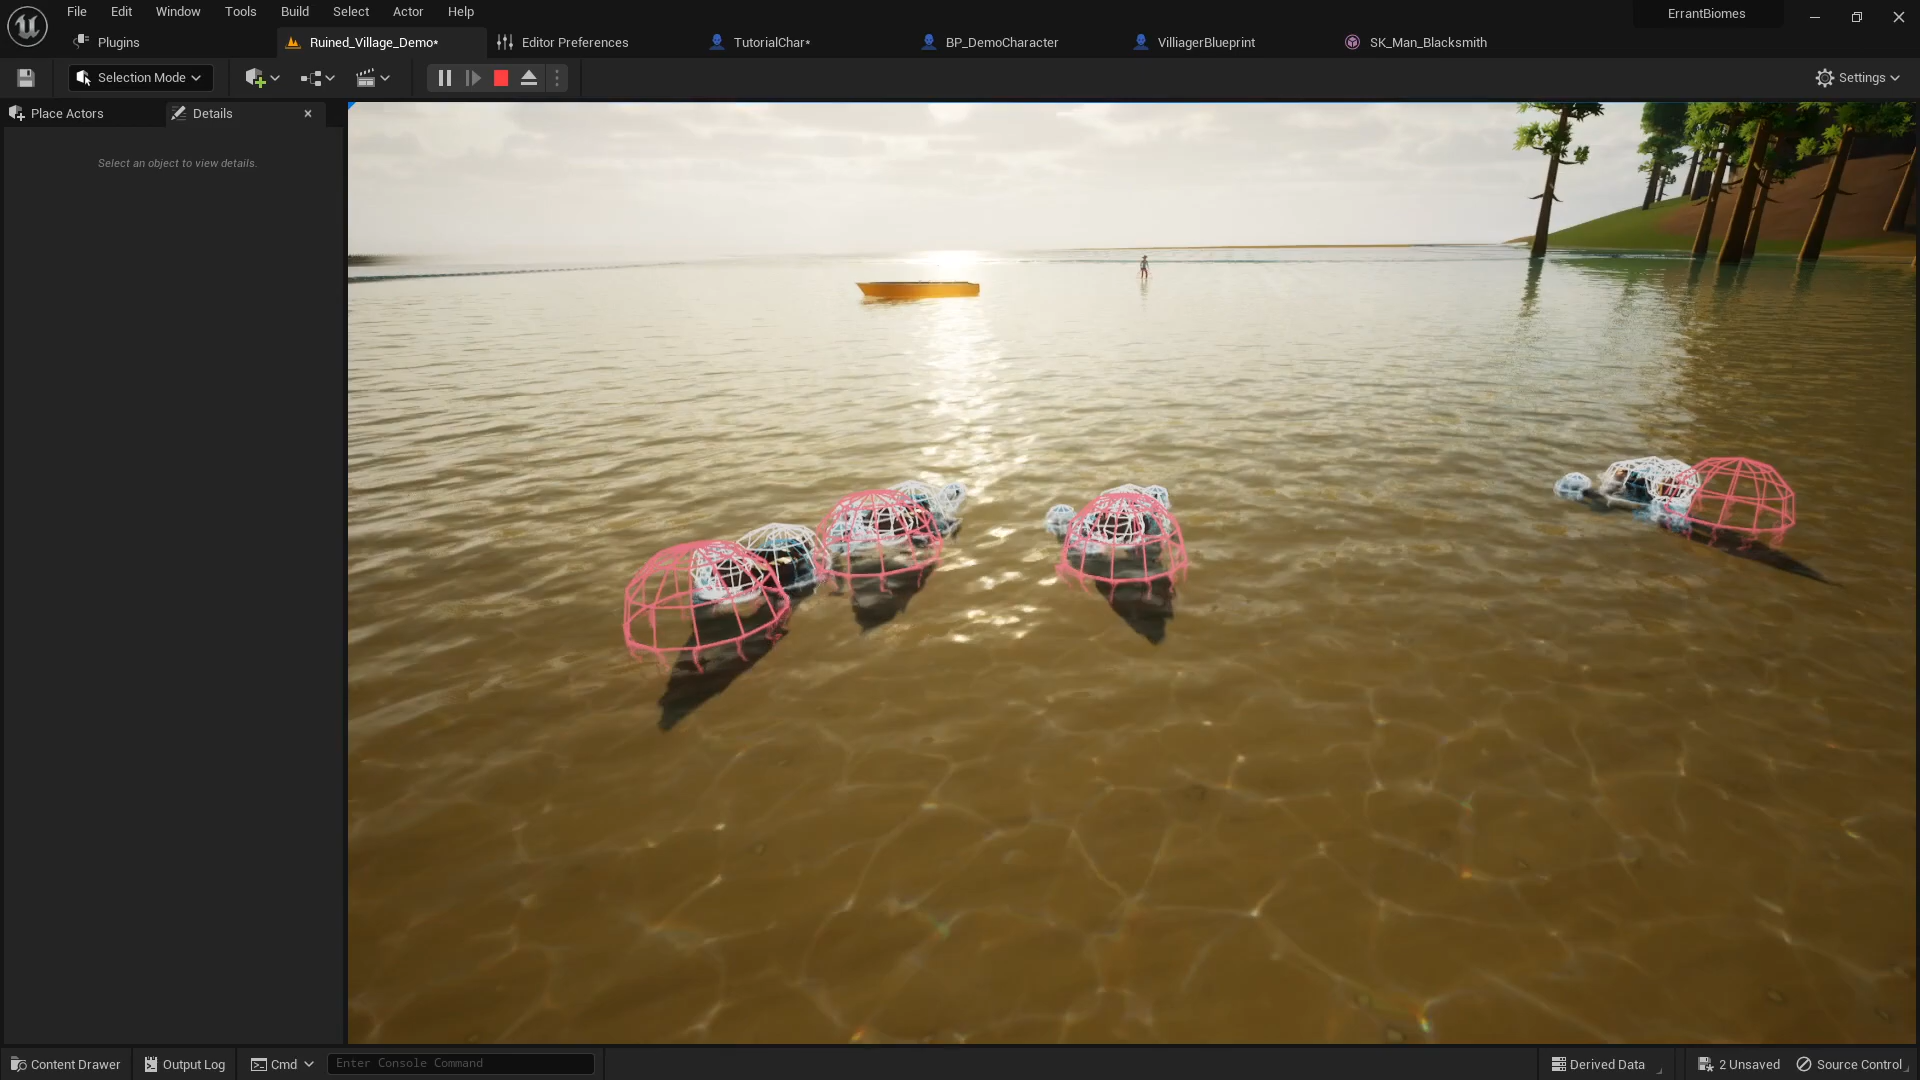 File Edit Window Tools Build Select Actor Help
ErrantBiomes
Plugins
Ruined_Village_Demo*
Editor Preferences
TutorialChar*
BP_DemoCharacter
VilliagerBlueprint
SK_Man_Blacksmith
Selection Mode
Settings
Place Actors
Details
Select an object to view details.
Content Drawer
Output Log
Cmd
Enter Console Command
Derived Data
2 Unsaved
Source Control